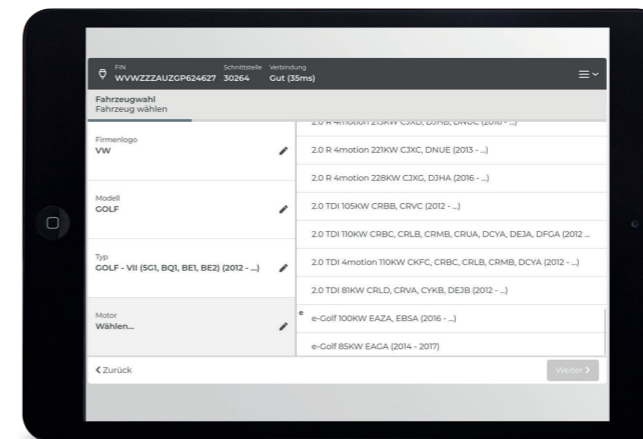 FIN
WVWZZZAUZGP624627
Schnittstelle
30264
Verbindung
Gut (35ms)
Fahrzeugwahl
Fahrzeug wählen
Firmenlogo
VW
Modell
GOLF
Typ
GOLF - VII (5G1, BQ1, BE1, BE2) (2012 - ...)
Motor
Wählen...
2.0 R 4motion 221KW CJXC, DNUE (2013 - ...)
2.0 R 4motion 228KW CJXG, DJHA (2016 - ...)
2.0 TDI 105KW CRBB, CRVC (2012 - ...)
2.0 TDI 110KW CRBC, CRLB, CRMB, CRUA, DCYA, DEJA, DFGA (2012 ...
2.0 TDI 4motion 110KW CKFC, CRBC, CRLB, CRMB, DCYA (2012 - ...)
2.0 TDI 81KW CRLD, CRVA, CYKB, DEJB (2012 - ...)
e
e-Golf 100KW EAZA, EBSA (2016 - ...)
e-Golf 85KW EAGA (2014 - 2017)
Zurück
Weiter